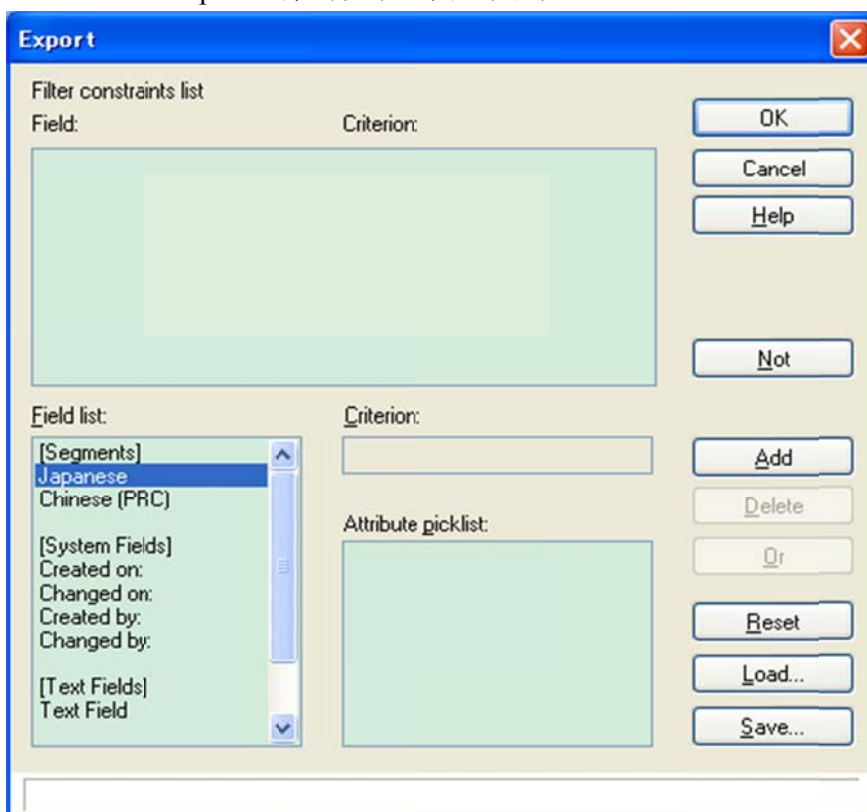 Export
Filter constraints list
Field:
Criterion:
OK
Cancel
Help
Not
Field list:
[Segments]
Japanese
Chinese (PRC)
[System Fields]
Created on:
Changed on:
Created by:
Changed by:
[Text Fields]
Text Field
Criterion:
Attribute picklist:
Add
Delete
Or
Reset
Load...
Save...